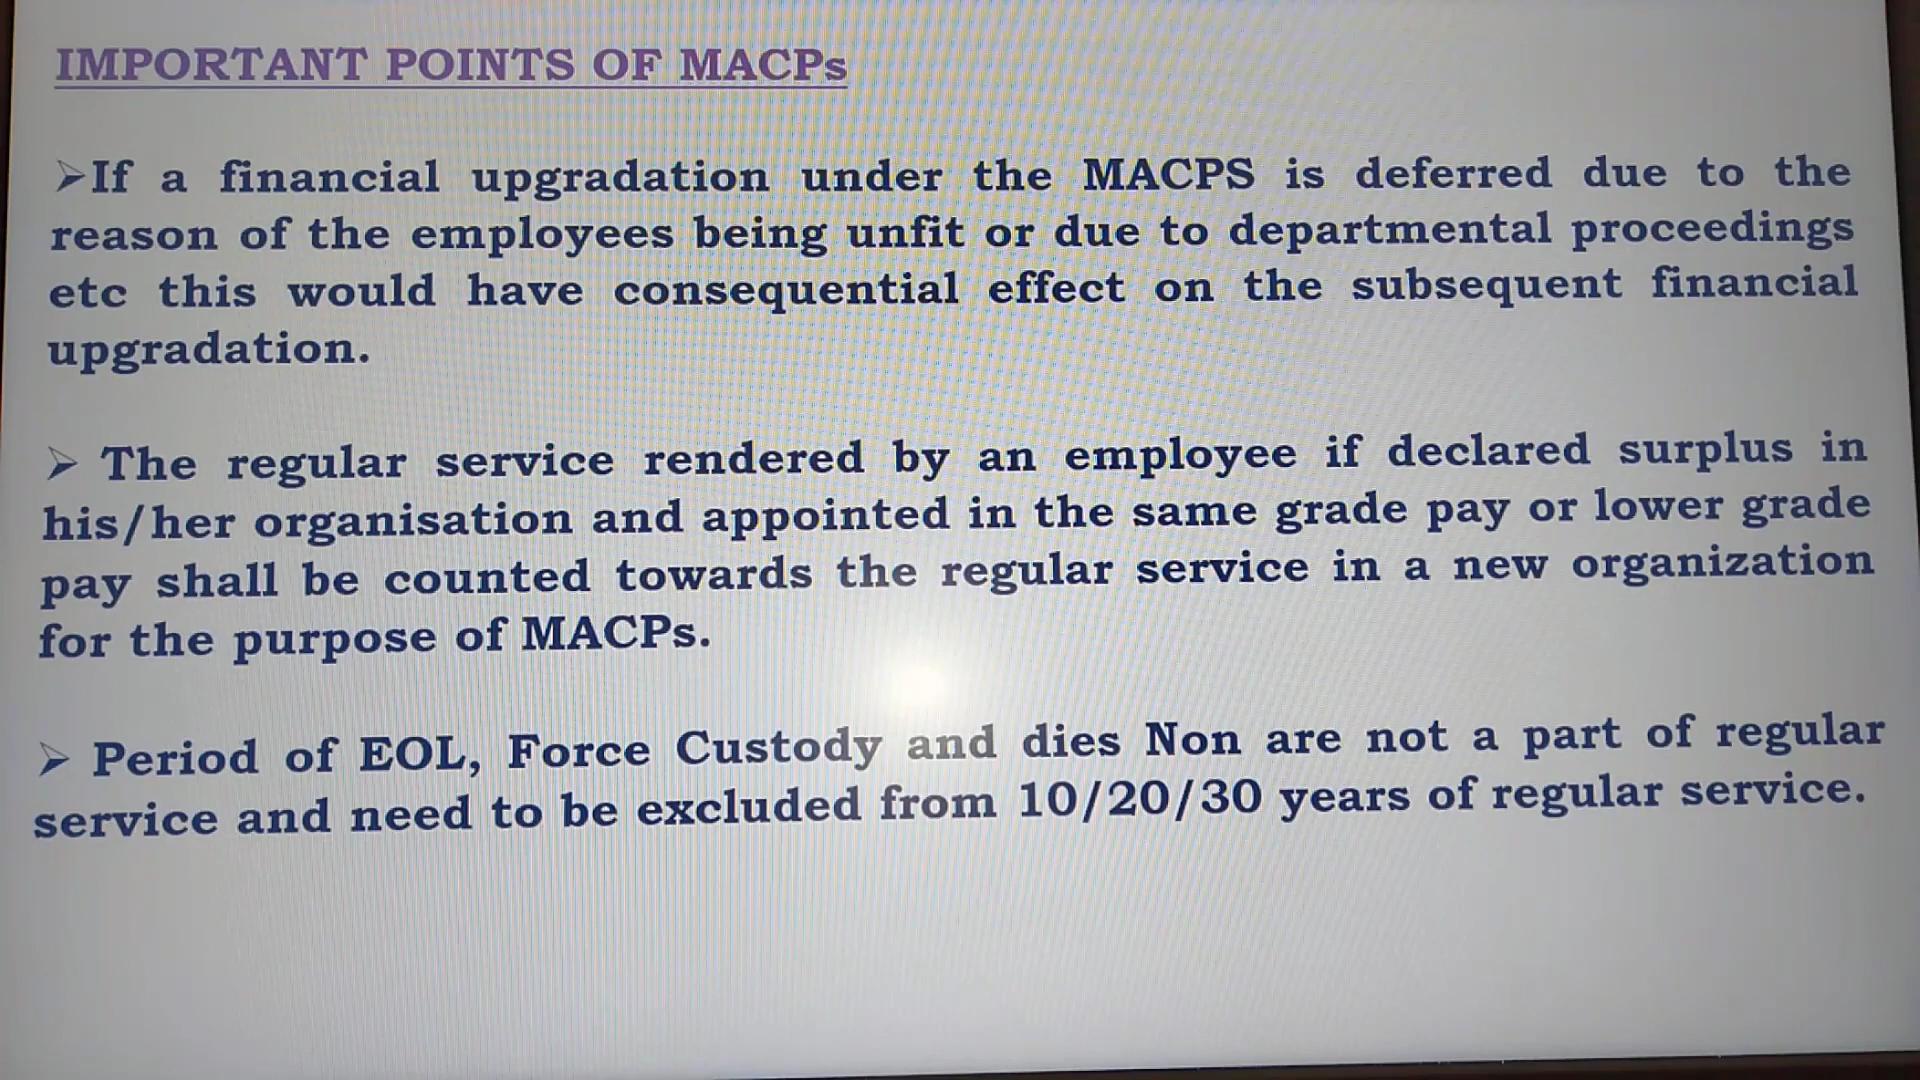 IMPORTANT POINTS OF MACPs
➢If a financial upgradation under the MACPS is deferred due to the
reason of the employees being unfit or due to departmental proceedings
etc this would have consequential effect on the subsequent financial
upgradation.
➢ The regular service rendered by an employee if declared surplus in
his/her organisation and appointed in the same grade pay or lower grade
pay shall be counted towards the regular service in a new organization
for the purpose of MACPs.
➢ Period of EOL, Force Custody and dies Non are not a part of regular
service and need to be excluded from 10/20/30 years of regular service.